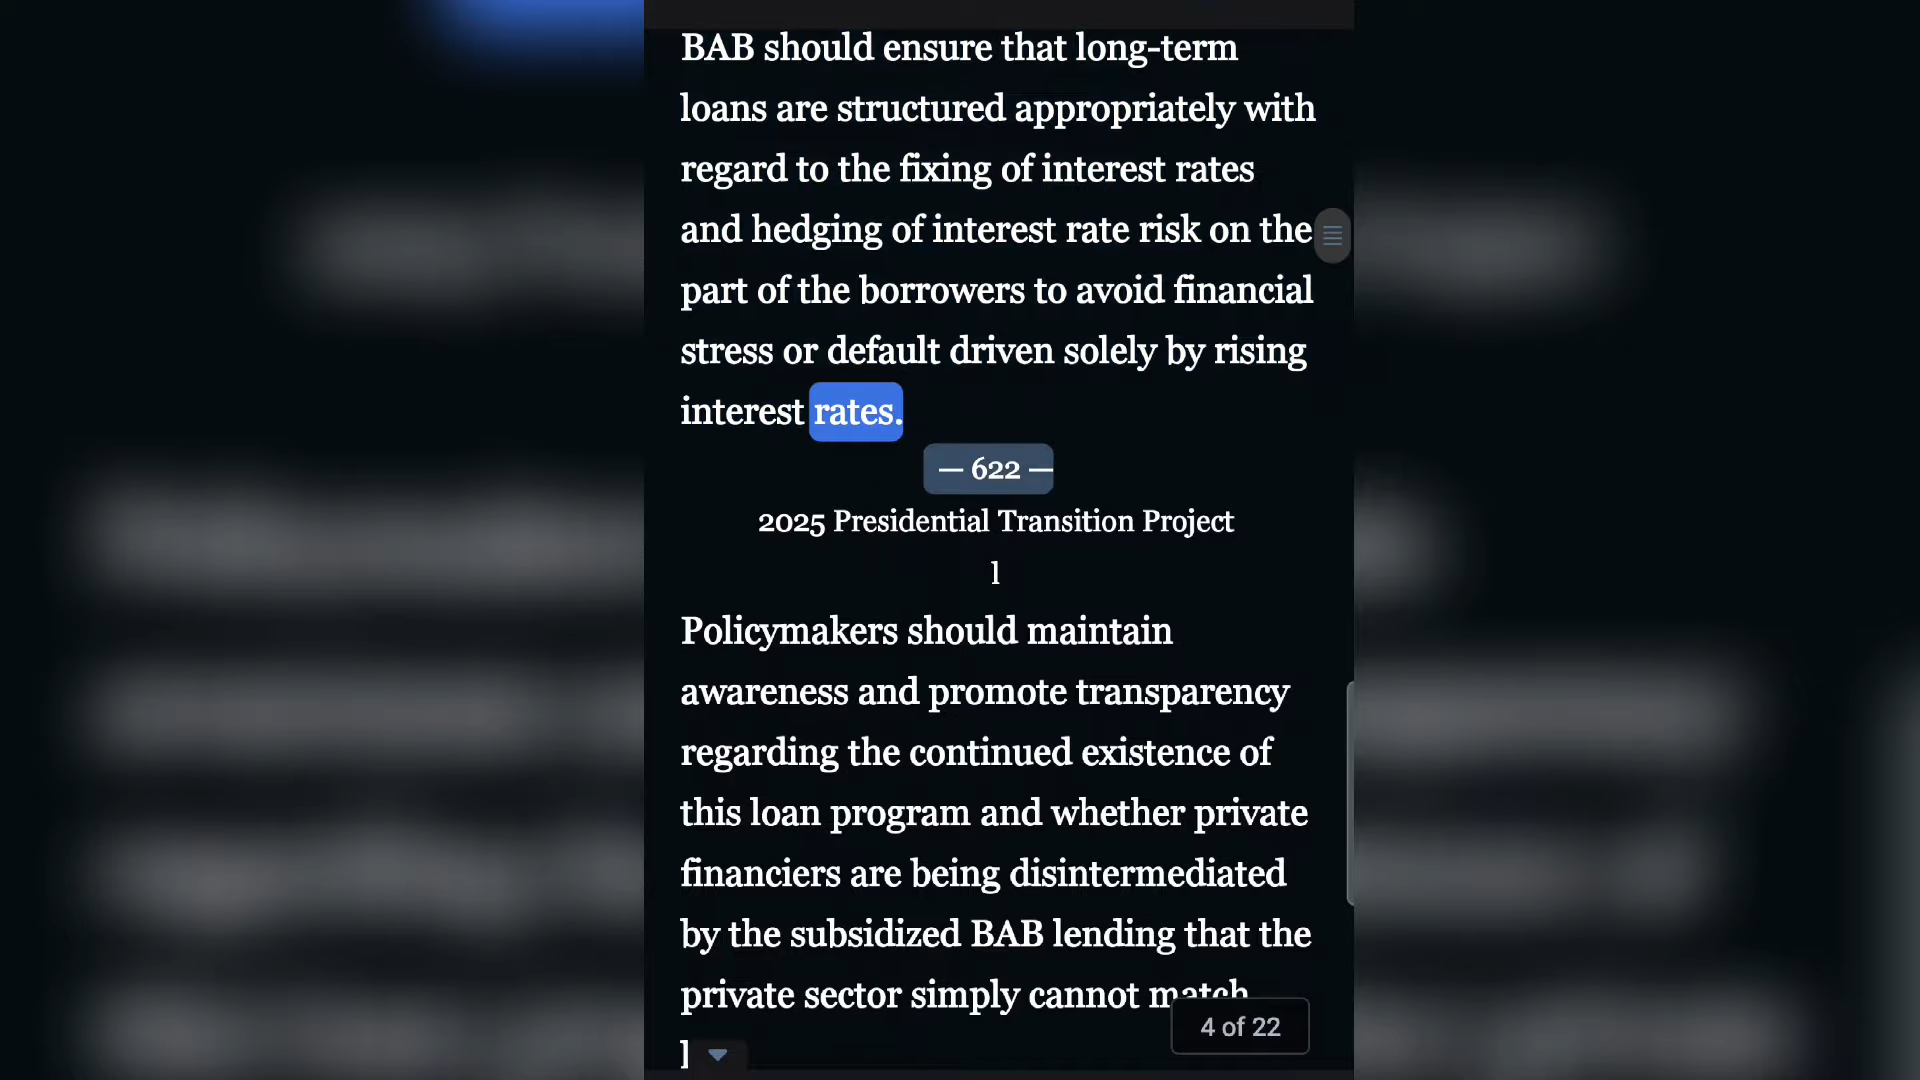 BAB should ensure that long-term
loans are structured appropriately with
regard to the fixing of interest rates
and hedging of interest rate risk on the
part of the borrowers to avoid financial
stress or default driven solely by rising
interest rates.
— 622 —
2025 Presidential Transition Project
l
Policymakers should maintain
awareness and promote transparency
regarding the continued existence of
this loan program and whether private
financiers are being disintermediated
by the subsidized BAB lending that the
private sector simply cannot match
4 of 22
l